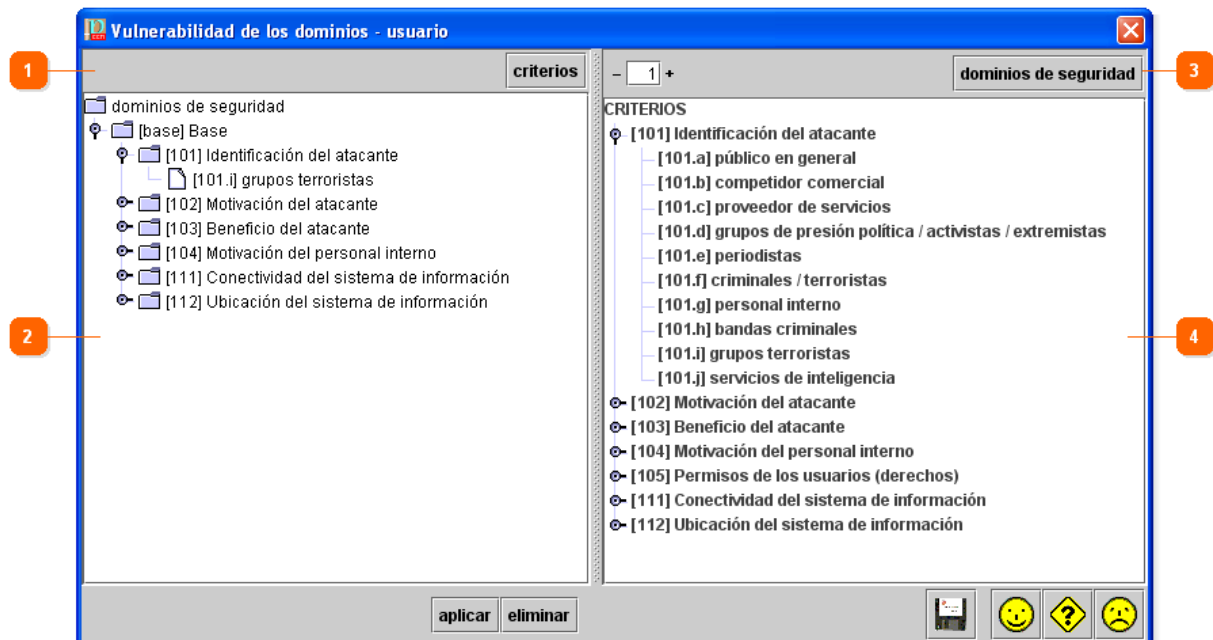 Vulnerabilidad de los dominios - usuario
1
criterios
dominios de seguridad
[base] Base
[101] Identificación del atacante
[101.i] grupos terroristas
[102] Motivación del atacante
[103] Beneficio del atacante
[104] Motivación del personal interno
[111] Conectividad del sistema de información
[112] Ubicación del sistema de información
2
aplicar eliminar
- 1 +
dominios de seguridad
3
CRITERIOS
[101] Identificación del atacante
[101.a] público en general
[101.b] competidor comercial
[101.c] proveedor de servicios
[101.d] grupos de presión política / activistas / extremistas
[101.e] periodistas
[101.f] criminales / terroristas
[101.g] personal interno
[101.h] bandas criminales
[101.i] grupos terroristas
[101.j] servicios de inteligencia
[102] Motivación del atacante
[103] Beneficio del atacante
[104] Motivación del personal interno
[105] Permisos de los usuarios (derechos)
[111] Conectividad del sistema de información
[112] Ubicación del sistema de información
4
?